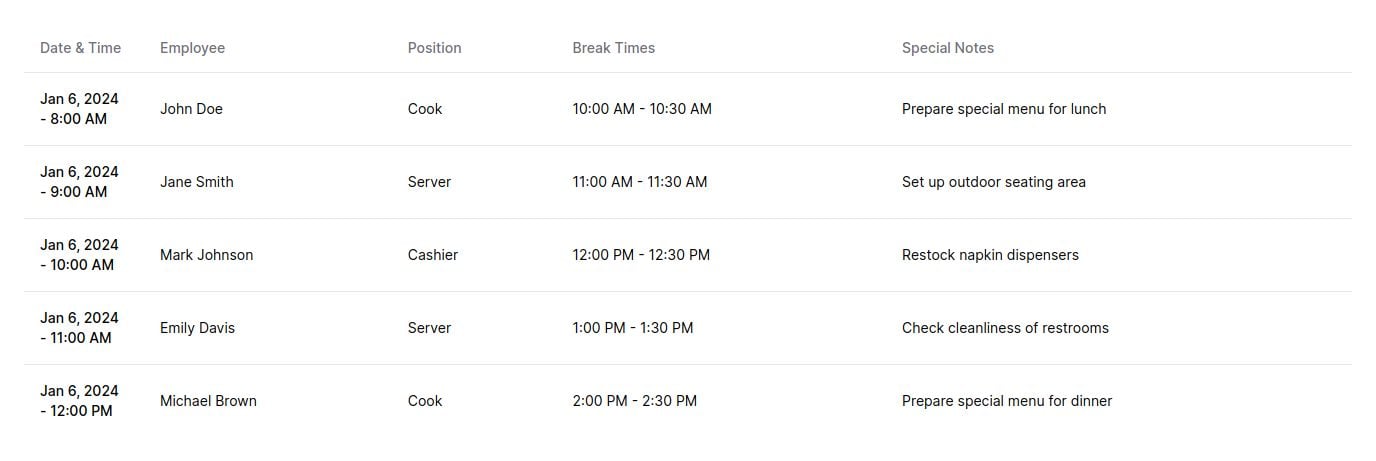 Date & Time Employee Position Break Times Special Notes
Jan 6, 2024
- 8:00 AM John Doe Cook 10:00 AM - 10:30 AM Prepare special menu for lunch
Jan 6, 2024
- 9:00 AM Jane Smith Server 11:00 AM - 11:30 AM Set up outdoor seating area
Jan 6, 2024
- 10:00 AM Mark Johnson Cashier 12:00 PM - 12:30 PM Restock napkin dispensers
Jan 6, 2024
- 11:00 AM Emily Davis Server 1:00 PM - 1:30 PM Check cleanliness of restrooms
Jan 6, 2024
- 12:00 PM Michael Brown Cook 2:00 PM - 2:30 PM Prepare special menu for dinner